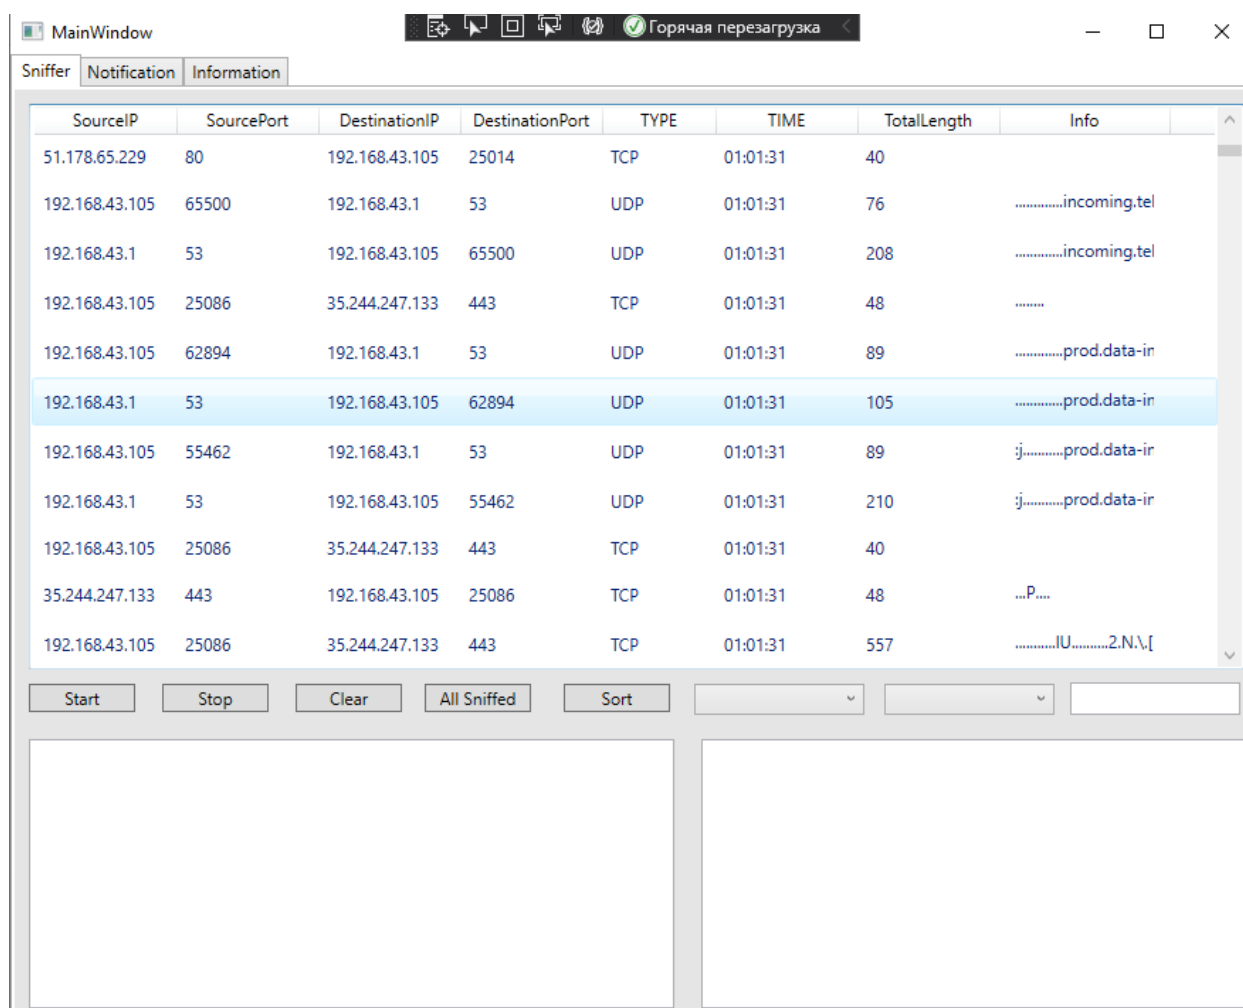 MainWindow Горячая перезагрузка
Sniffer Notification Information
SourceIP SourcePort DestinationIP DestinationPort TYPE TIME TotalLength Info
51.178.65.229 80 192.168.43.105 25014 TCP 01:01:31 40
192.168.43.105 65500 192.168.43.1 53 UDP 01:01:31 76 .............incoming.tel
192.168.43.1 53 192.168.43.105 65500 UDP 01:01:31 208 .............incoming.tel
192.168.43.105 25086 35.244.247.133 443 TCP 01:01:31 48 ........
192.168.43.105 62894 192.168.43.1 53 UDP 01:01:31 89 .............prod.data-in
192.168.43.1 53 192.168.43.105 62894 UDP 01:01:31 105 .............prod.data-in
192.168.43.105 55462 192.168.43.1 53 UDP 01:01:31 89 :j...........prod.data-in
192.168.43.1 53 192.168.43.105 55462 UDP 01:01:31 210 :j...........prod.data-in
192.168.43.105 25086 35.244.247.133 443 TCP 01:01:31 40
35.244.247.133 443 192.168.43.105 25086 TCP 01:01:31 48 ...P....
192.168.43.105 25086 35.244.247.133 443 TCP 01:01:31 557 ...........IU..........2.N.\.[
Start Stop Clear All Sniffed Sort